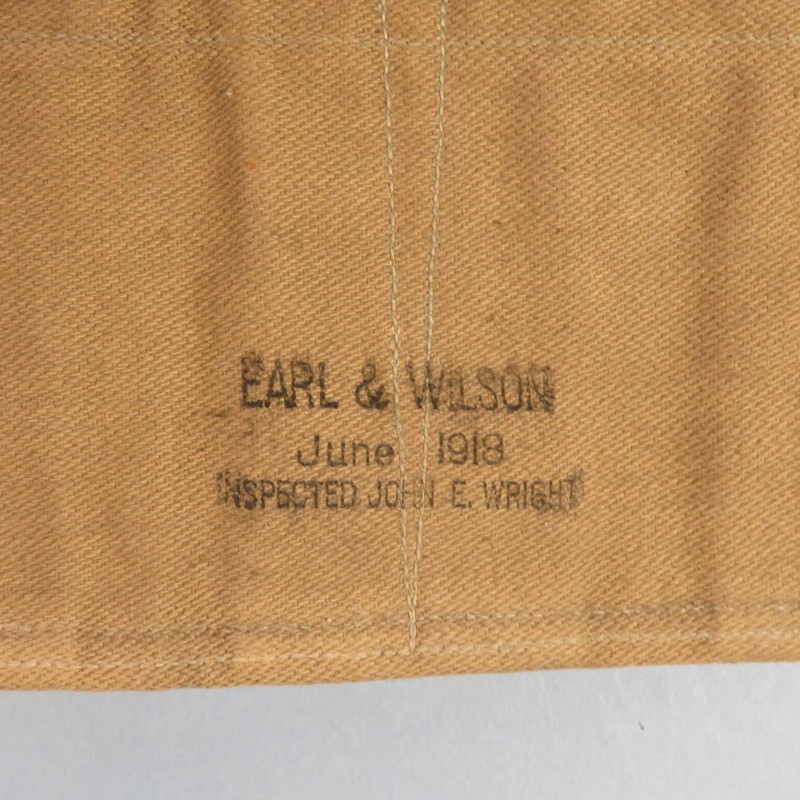 EARL & WILSON
June 1918
INSPECTED JOHN E. WRIGHT